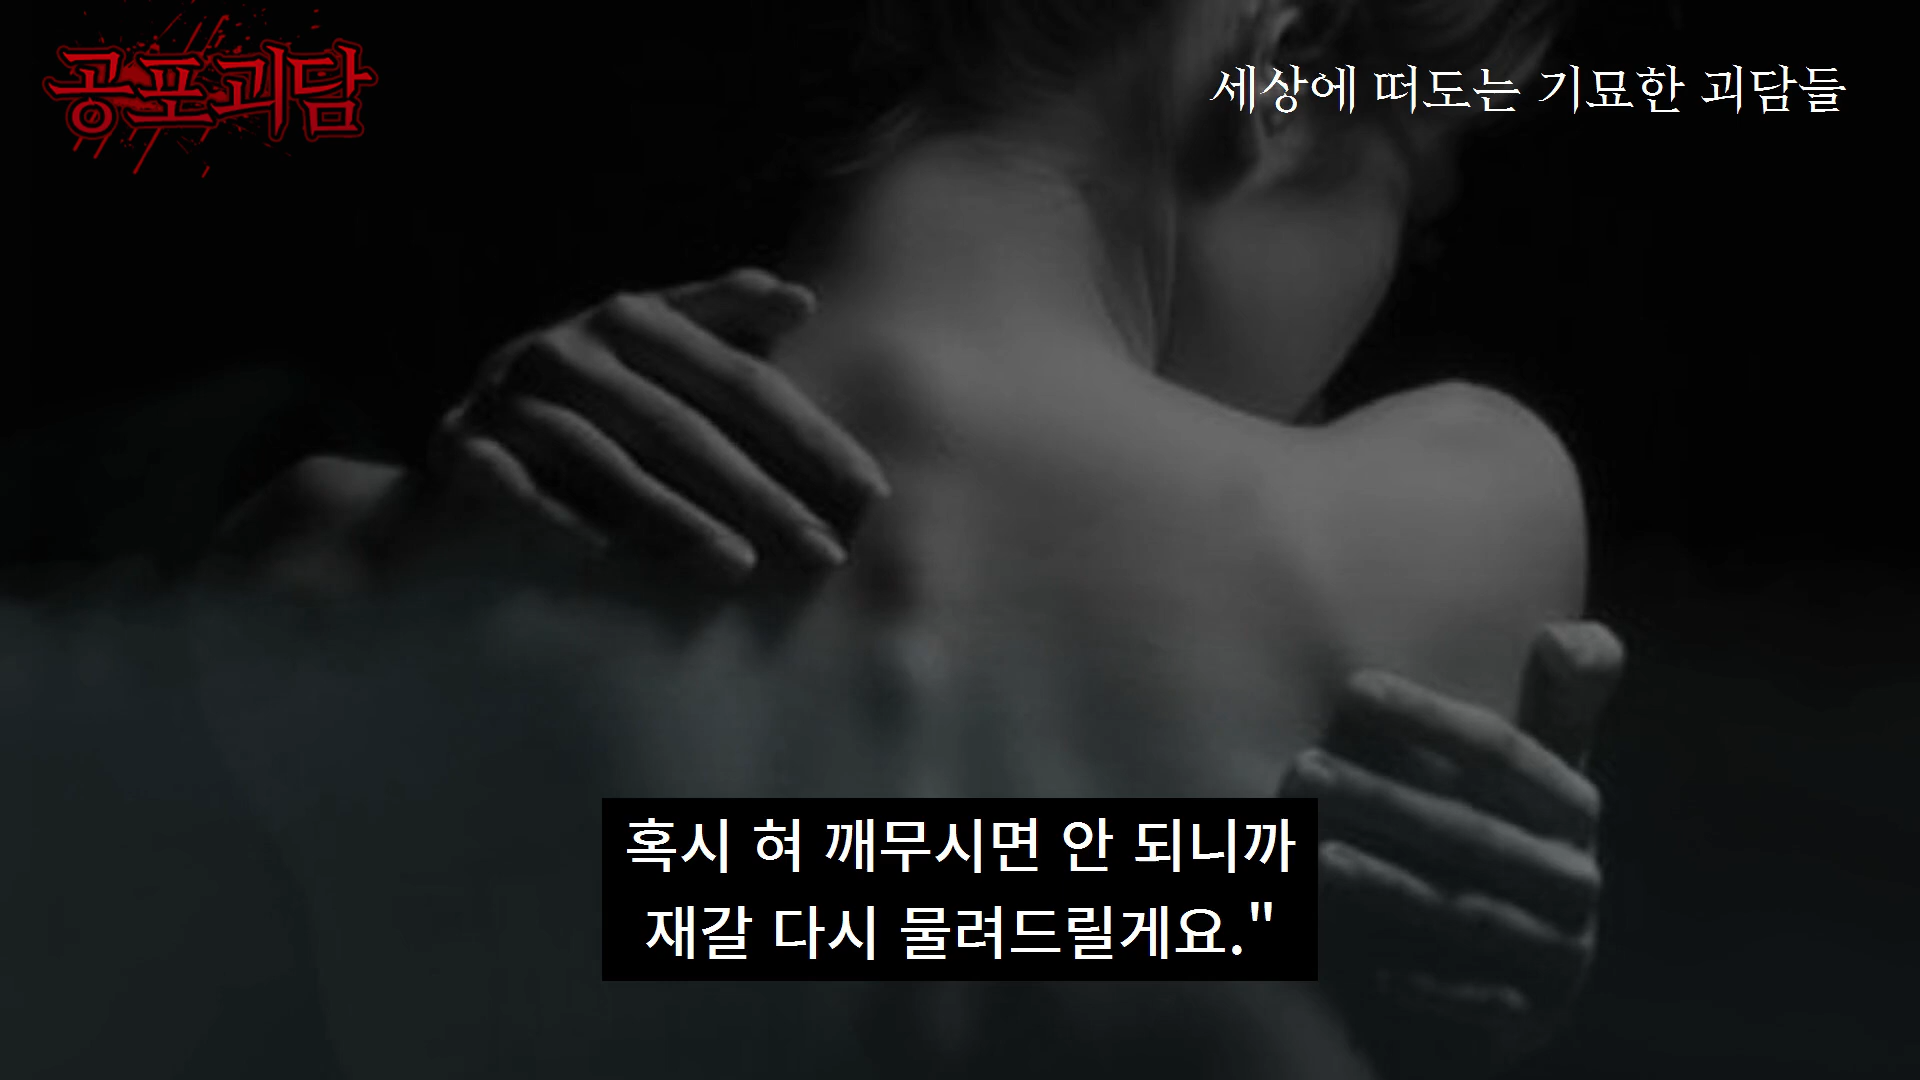 공포괴담
세상에 떠도는 기묘한 괴담들
혹시 혀 깨무시면 안 되니까
재갈 다시 물려드릴게요."